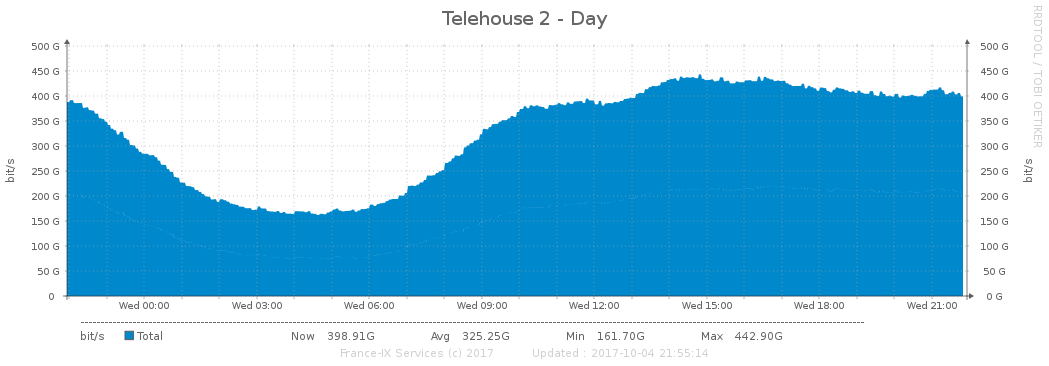 Telehouse 2 - Day
RRDTOOL / TOBI OETIKER
500 G 500 G
450 G 450 G
400 G 400 G
350 G 350 G
300 G 300 G
250 G 250 G
200 G 200 G
150 G 150 G
100 G 100 G
50 G 50 G
0 0 G
bit/s
bit/s
Wed 00:00 Wed 03:00 Wed 06:00 Wed 09:00 Wed 12:00 Wed 15:00 Wed 18:00 Wed 21:00
bit/s Total Now 398.91G Avg 325.25G Min 161.70G Max 442.90G
France-IX Services (c) 2017 Updated : 2017-10-04 21:55:14